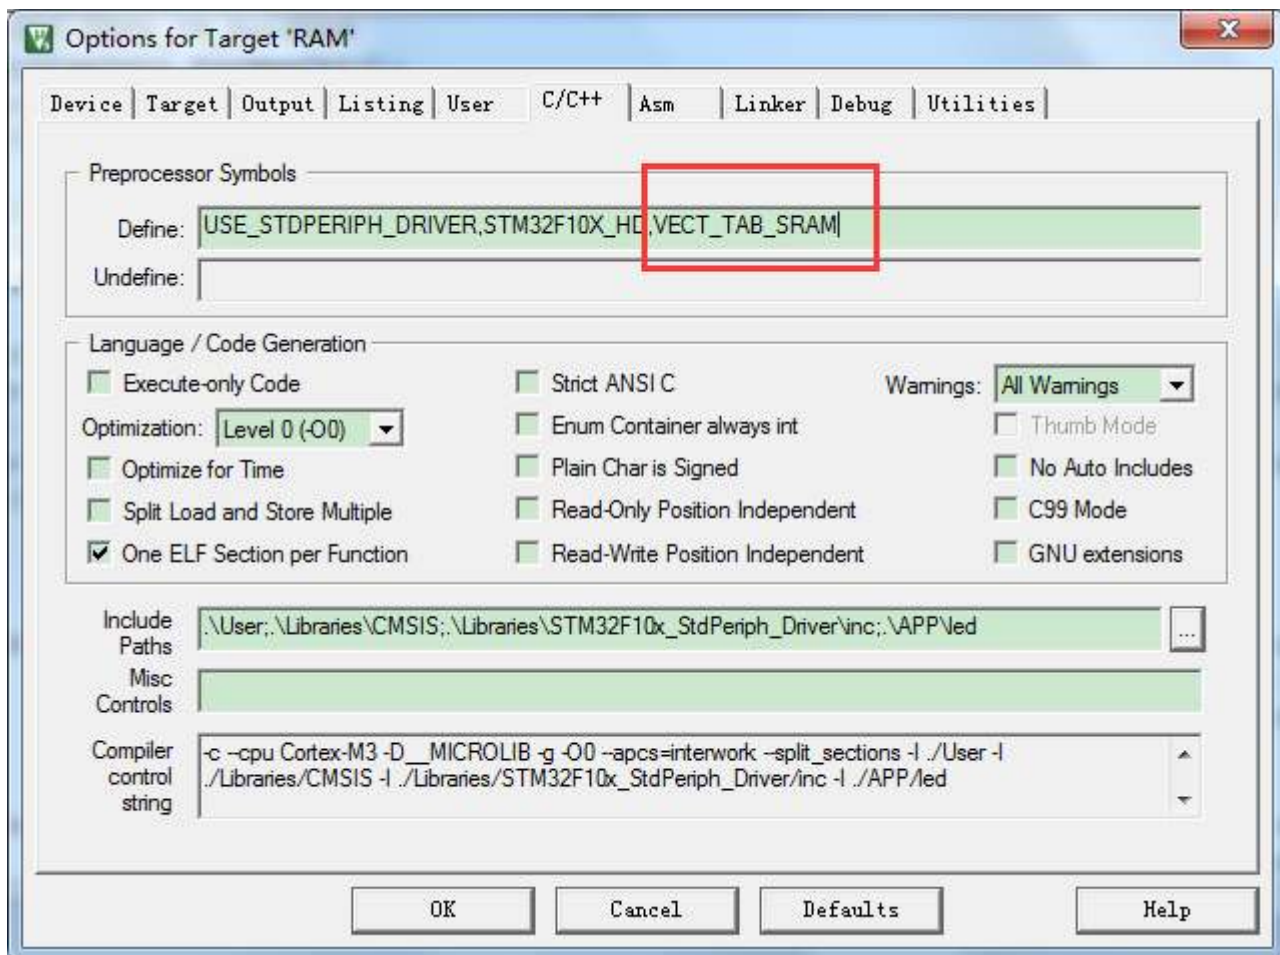 Options for Target 'RAM'
Device Target Output Listing User C/C++ Asm Linker Debug Utilities
Preprocessor Symbols
Define: USE_STDPERIPH_DRIVER,STM32F10X_HD,VECT_TAB_SRAM
Undefine:
Language / Code Generation
Execute-only Code Strict ANSI C Warnings: All Warnings
Optimization: Level 0 (-O0) Enum Container always int Thumb Mode
Optimize for Time Plain Char is Signed No Auto Includes
Split Load and Store Multiple Read-Only Position Independent C99 Mode
One ELF Section per Function Read-Write Position Independent GNU extensions
Include Paths .\User;.\Libraries\CMSIS;.\Libraries\STM32F10x_StdPeriph_Driver\inc;.\APP\led ...
Misc Controls
Compiler control string -c --cpu Cortex-M3 -D__MICROLIB -g -O0 --apcs=interwork --split_sections -I ./User -I
./Libraries/CMSIS -I ./Libraries/STM32F10x_StdPeriph_Driver/inc -I ./APP/led
OK Cancel Defaults Help